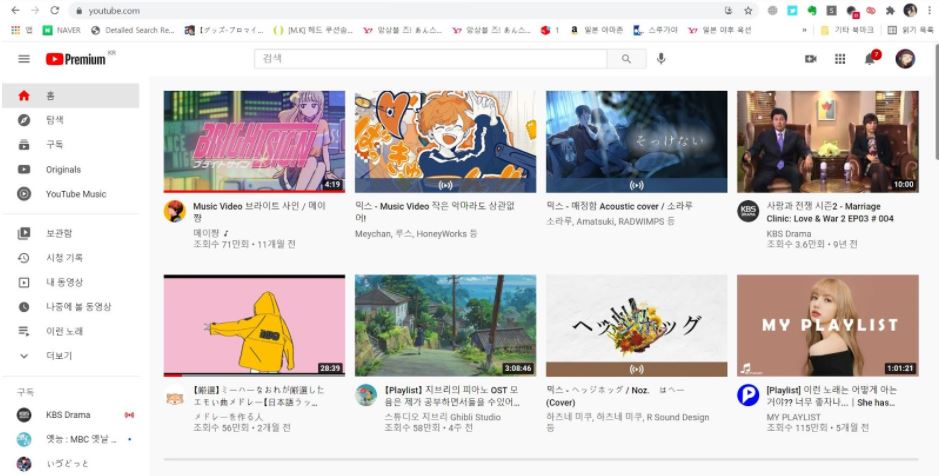 youtube.com
앱
NAVER
Detailed Search Re...
【グッズ-ブロマイ...
[M.K] 헤드 쿠션솜...
앙상블 즈! あんス...
앙상블 즈! あんス...
1
일본 아마존
스루가야
일본 야후 옥션
»
기타 북마크
읽기 목록
Premium KR
검색
7
홈
탐색
구독
Originals
YouTube Music
보관함
시청 기록
내 동영상
나중에 볼 동영상
이런 노래
더보기
구독
KBS Drama
옛능 : MBC 옛날 ...
いづどっと
BRIGHTSIGN
ブライトサイン
4:19
Music Video 브라이트 사인 / 메이
쨩
메이쨩 ♪
조회수 71만회 • 11개월 전
믹스 - Music Video 작은 악마라도 상관없
어!
Meychan, 루스, HoneyWorks 등
そっけない
믹스 - 매정함 Acoustic cover / 소라루
소라루, Amatsuki, RADWIMPS 등
10:00
KBS
DRAMA
사랑과 전쟁 시즌2 - Marriage
Clinic: Love & War 2 EP03 # 004
KBS Drama
조회수 3.6만회 • 9년 전
28:39
【厳選】ミーハーなおれが厳選した
エモい曲メドレー【日本語ラッ...
メドレーを作る人
조회수 56만회 • 2개월 전
3:08:46
【Playlist】 지브리의 피아노 OST 모
음은 제가 공부하면서들을 수있어...
스튜디오 지브리 Ghibli Studio
조회수 58만회 • 4주 전
ヘッジホッグ
믹스 - ヘッジホッグ / Noz. はへー
(Cover)
하츠네 미쿠, 하츠네 미쿠, R Sound Design
등
MY PLAYLIST
1:01:21
[Playlist] 이런 노래는 어떻게 아는
거야?? 너무 좋자나... | She has...
MY PLAYLIST
조회수 115만회 • 5개월 전